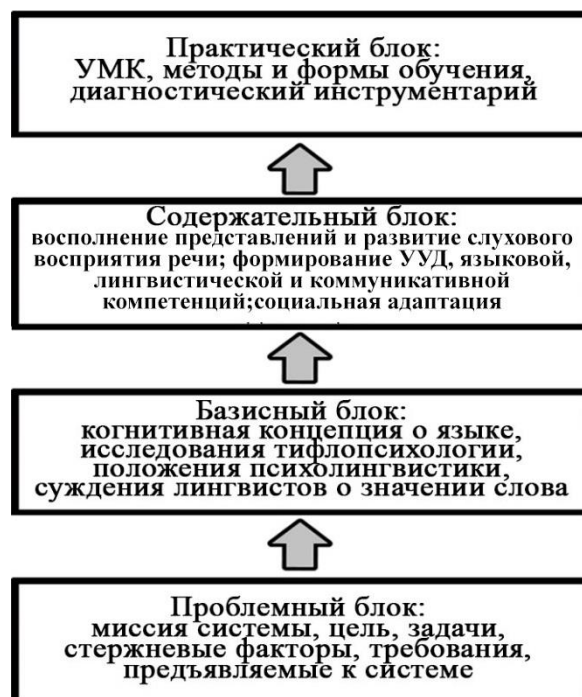 Практический блок:
УМК, методы и формы обучения,
диагностический инструментарий
Содержательный блок:
восполнение представлений и развитие слухового
восприятия речи; формирование УУД, языковой,
лингвистической и коммуникативной
компетенций;социальная адаптация
Базисный блок:
когнитивная концепция о языке,
исследования тифлопсихологии,
положения психолингвистики,
суждения лингвистов о значении слова
Проблемный блок:
миссия системы, цель, задачи,
стержневые факторы, требования,
предъявляемые к системе